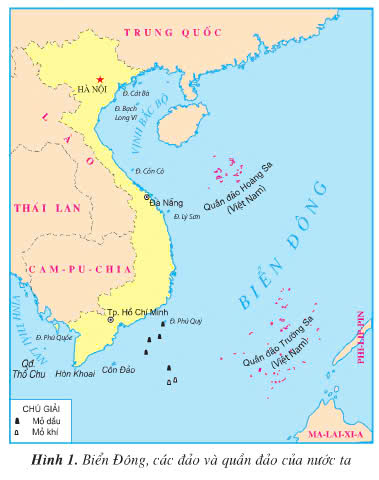 TRUNG QUỐC
HÀ NỘI
Đ. Cát Bà
Đ. Bạch
Long Vĩ
VỊNH BẮC BỘ
LÀO
Đ. Cồn Cỏ
Quần đảo Hoàng Sa
(Việt Nam)
THÁI LAN
Đà Nẵng
Đ. Lý Sơn
BIỂN ĐÔNG
CAM-PU-CHIA
VỊNH THÁI LAN
Tp. Hồ Chí Minh
Đ. Phú Quý
Đ. Phú Quốc
Qđ.
Thổ Chu
Hòn Khoai
Côn Đảo
Quần đảo Trường Sa
(Việt Nam)
PHI-LIP-PIN
CHÚ GIẢI
Mỏ dầu
Mỏ khí
MA-LAI-XI-A
Hình 1. Biển Đông, các đảo và quần đảo của nước ta